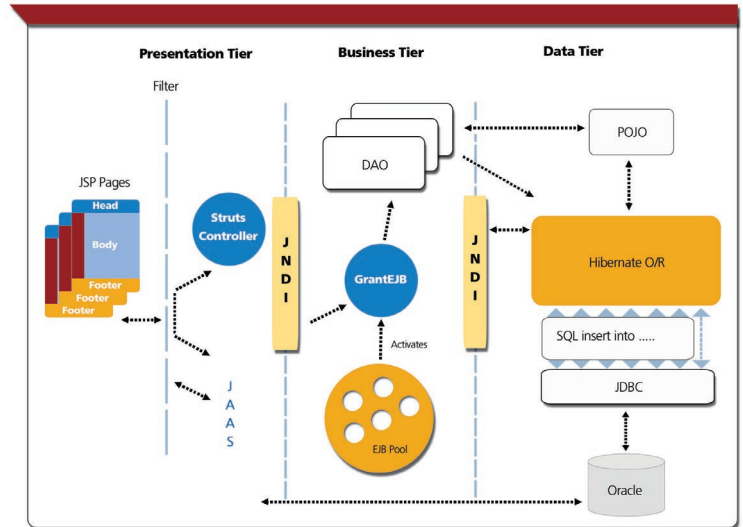 Presentation Tier
Business Tier
Data Tier
Filter
JSP Pages
Head
Body
Footer
Footer
Footer
Struts
Controller
J
A
A
S
J
N
D
I
DAO
GrantEJB
Activates
EJB Pool
J
N
D
I
POJO
Hibernate O/R
SQL insert into .....
JDBC
Oracle